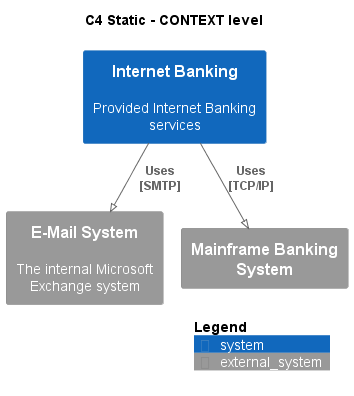 C4 Static - CONTEXT level
Internet Banking
Provided Internet Banking
services
Uses
[SMTP]
Uses
[TCP/IP]
E-Mail System
The internal Microsoft
Exchange system
Mainframe Banking
System
Legend
system
external_system